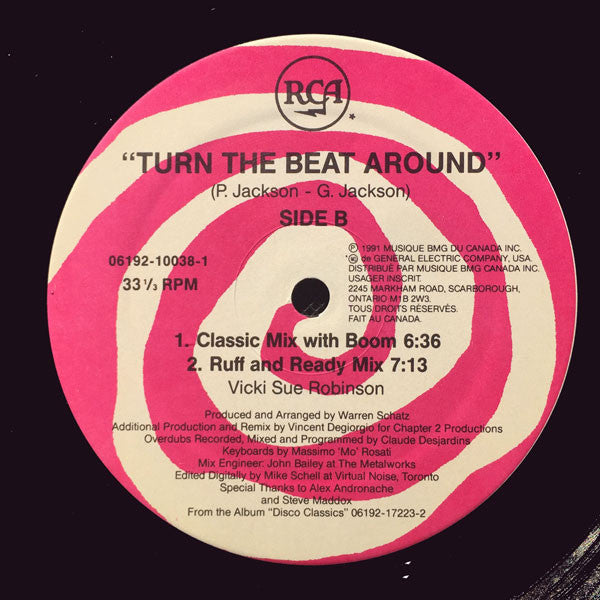 RCA
"TURN THE BEAT AROUND"
(P. Jackson - G. Jackson)
SIDE B
06192-10038-1
33 1/3 RPM
℗ 1991 MUSIQUE BMG DU CANADA INC.
de GENERAL ELECTRIC COMPANY, USA.
DISTRIBUÉ PAR MUSIQUE BMG CANADA INC.
USAGER INSCRIT.
2245 MARKHAM ROAD, SCARBOROUGH,
ONTARIO M1B 2W3.
TOUS DROITS RÉSERVÉS.
FAIT AU CANADA.
1. Classic Mix with Boom 6:36
2. Ruff and Ready Mix 7:13
Vicki Sue Robinson
Produced and Arranged by Warren Schatz
Additional Production and Remix by Vincent Degiorgio for Chapter 2 Productions
Overdubs Recorded, Mixed and Programmed by Claude Desjardins
Keyboards by Massimo 'Mo' Rosati
Mix Engineer: John Bailey at The Metalworks
Edited Digitally by Mike Schell at Virtual Noise, Toronto
Special Thanks to Alex Andronache
and Steve Maddox
From the Album "Disco Classics" 06192-17223-2